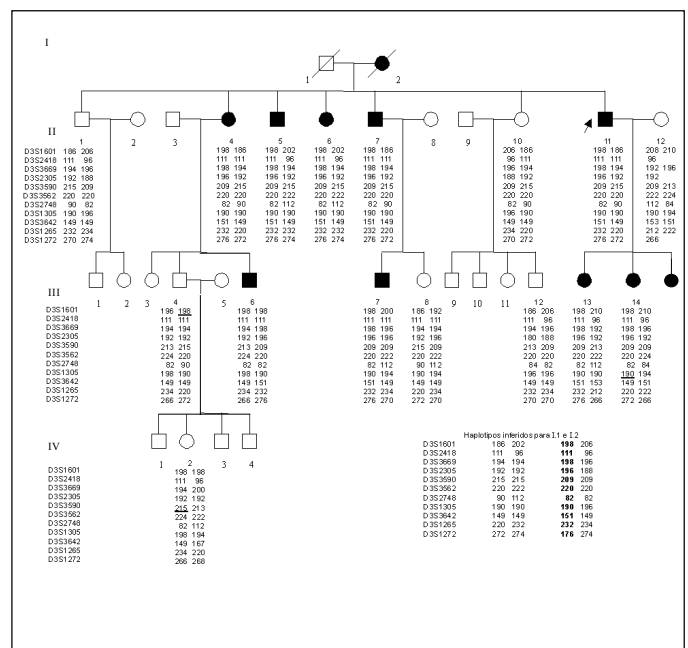 I
1 2
II
1 2 3 4 5 6 7 8 9 10 11 12
D3S1601 186 206 198 186 198 202 198 202 198 186 206 186 198 186 208 210
D3S2418 111 96 111 111 111 96 111 96 111 111 96 111 111 111 96
D3S3669 194 196 198 194 198 194 198 194 198 194 196 194 198 194 192 196
D3S2305 192 188 196 192 196 192 196 192 196 192 188 192 196 192 192
D3S3590 215 209 209 215 209 215 209 215 209 215 209 215 209 215 209 213
D3S3562 220 220 220 220 220 222 220 222 220 220 220 220 220 220 222 224
D3S2748 90 82 82 90 82 112 82 112 82 90 82 90 82 90 112 84
D3S1305 190 196 190 190 190 190 190 190 190 190 196 190 190 190 190 194
D3S3642 149 149 151 149 151 149 151 149 151 149 149 149 151 149 153 151
D3S1265 232 234 232 220 232 232 232 232 232 220 234 220 232 220 212 222
D3S1272 270 274 276 272 276 274 276 274 276 272 270 272 276 272 266
III
1 2 3 4 5 6 7 8 9 10 11 12 13 14
D3S1601 196 198 198 198 198 200 186 192 186 206 198 210 198 210
D3S2418 111 111 111 111 111 111 111 111 111 96 111 96 111 96
D3S3669 194 194 194 198 198 194 194 194 194 196 198 192 198 196
D3S2305 192 192 192 196 196 196 192 196 180 188 196 192 196 192
D3S3590 213 215 213 209 209 209 215 209 213 209 209 213 209 209
D3S3562 224 220 220 220 220 222 220 222 222 220 220 222 220 224
D3S2748 82 90 82 82 82 112 90 112 84 82 82 112 82 84
D3S1305 198 190 198 190 190 194 190 194 196 196 190 190 190 194
D3S3642 149 149 149 151 151 149 149 149 149 149 151 153 149 151
D3S1265 234 220 234 232 232 234 220 234 232 234 232 212 220 222
D3S1272 266 272 266 276 276 270 272 270 270 270 276 266 272 266
IV
1 2 3 4
D3S1601 198 198
D3S2418 111 96
D3S3669 194 200
D3S2305 192 192
D3S3590 215 213
D3S3562 224 222
D3S2748 82 112
D3S1305 198 194
D3S3642 149 167
D3S1265 234 220
D3S1272 266 268
Haplotipos inferidos para I.1 e I.2
D3S1601 186 202 198 206
D3S2418 111 96 111 96
D3S3669 194 194 198 196
D3S2305 192 192 196 188
D3S3590 215 215 209 209
D3S3562 220 222 220 220
D3S2748 90 112 82 82
D3S1305 190 190 190 196
D3S3642 149 149 151 149
D3S1265 220 232 232 234
D3S1272 272 274 176 274